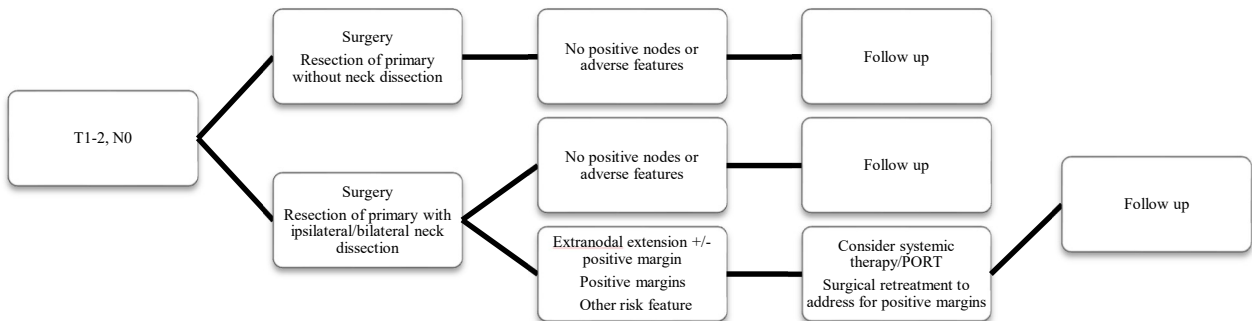 T1-2, N0
Surgery
Resection of primary
without neck dissection
No positive nodes or
adverse features
Follow up
Surgery
Resection of primary with
ipsilateral/bilateral neck
dissection
No positive nodes or
adverse features
Follow up
Extranodal extension +/-
positive margin
Positive margins
Other risk feature
Consider systemic
therapy/PORT
Surgical retreatment to
address for positive margins
Follow up